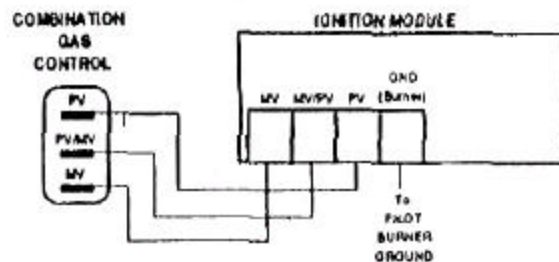 COMBINATION
GAS
CONTROL
PV
PV/MV
MV
IGNITION MODULE
MV
MV/PV
PV
GND
(Burner)
To
PILOT
BURNER
GROUND